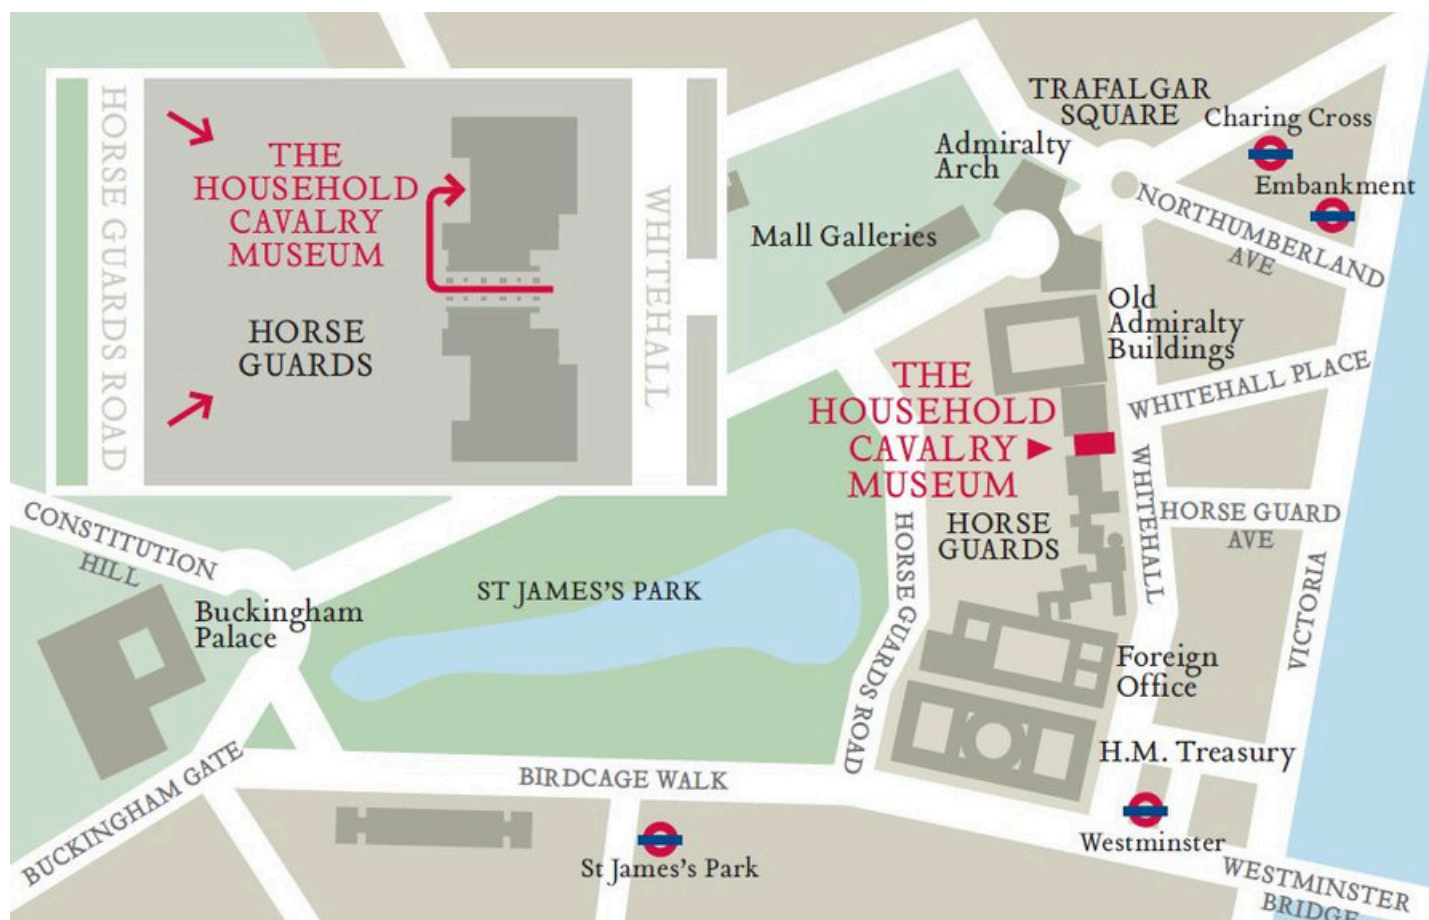 HORSE GUARDS ROAD
THE
HOUSEHOLD
CAVALRY
MUSEUM
HORSE
GUARDS
WHITEHALL
TRAFALGAR
SQUARE
Charing Cross
Admiralty
Arch
Embankment
NORTHUMBERLAND
AVE
Mall Galleries
Old
Admiralty
Buildings
WHITEHALL PLACE
THE
HOUSEHOLD
CAVALRY
MUSEUM
HORSE
GUARDS
WHITEHALL
HORSE GUARD
AVE
VICTORIA
HORSE GUARDS ROAD
CONSTITUTION
HILL
Buckingham
Palace
ST JAMES'S PARK
Foreign
Office
H.M. Treasury
BUCKINGHAM GATE
BIRDCAGE WALK
St James's Park
Westminster
WESTMINSTER
BRIDGE